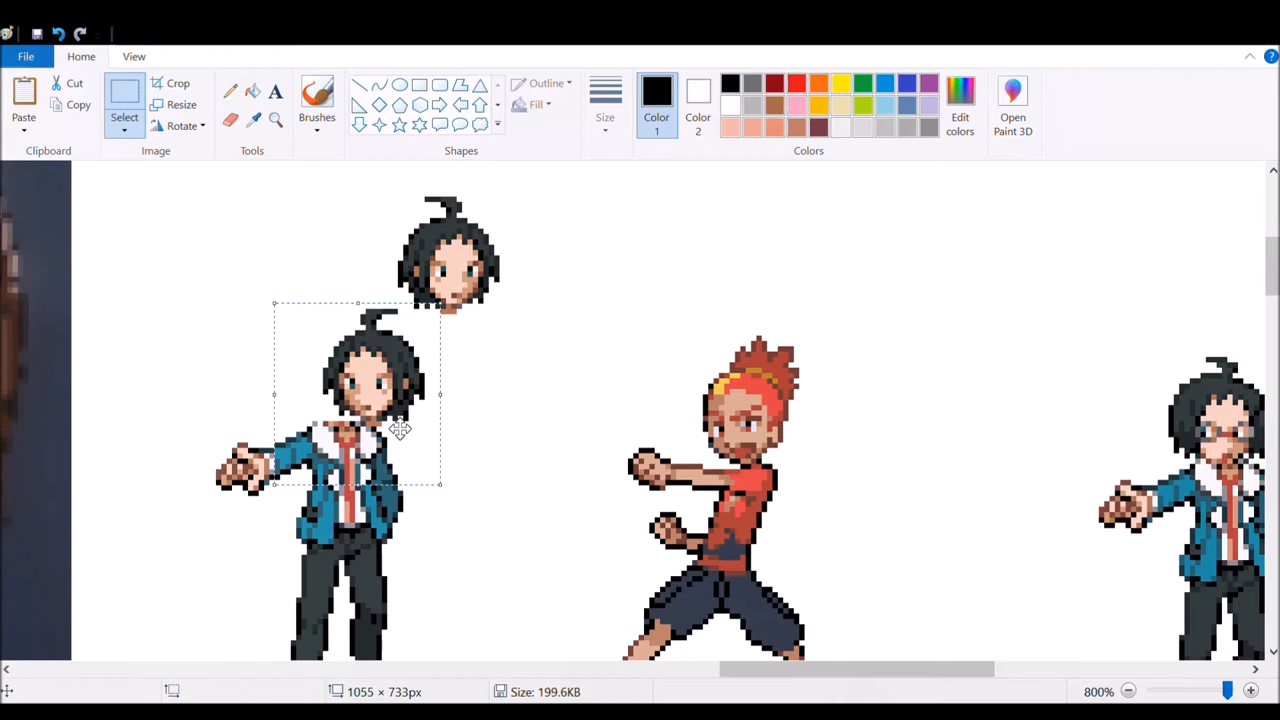 File Home View
Paste
Cut
Copy
Clipboard
Select
Crop
Resize
Rotate
Image
A
Tools
Brushes
Outline
Fill
Shapes
Size
Color 1
Color 2
Edit colors
Colors
Open Paint 3D
?
1055 × 733px
Size: 199.6KB
800%